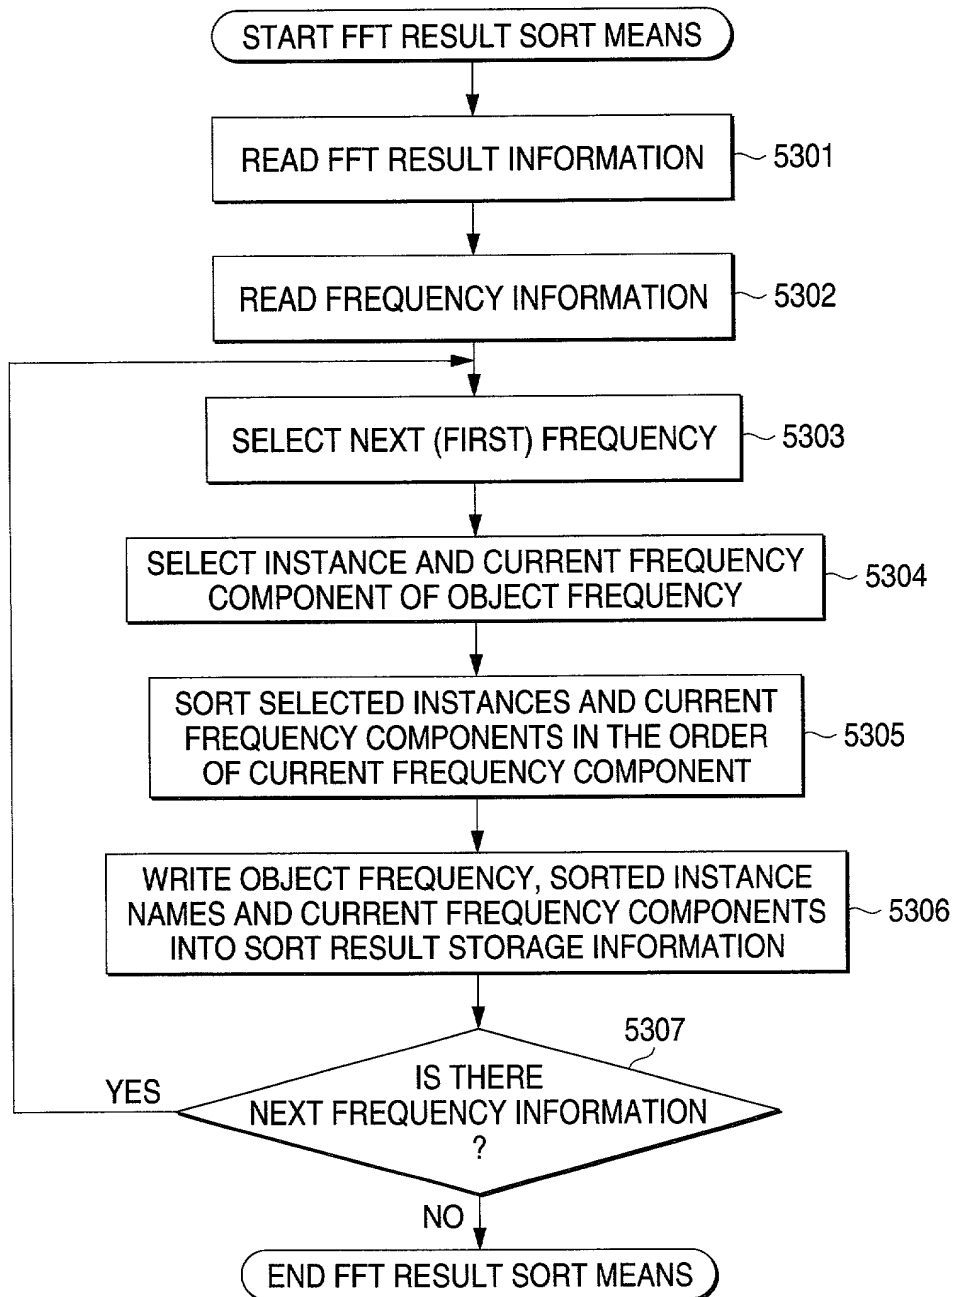 START FFT RESULT SORT MEANS
READ FFT RESULT INFORMATION
5301
READ FREQUENCY INFORMATION
5302
SELECT NEXT (FIRST) FREQUENCY
5303
SELECT INSTANCE AND CURRENT FREQUENCY
COMPONENT OF OBJECT FREQUENCY
5304
SORT SELECTED INSTANCES AND CURRENT
FREQUENCY COMPONENTS IN THE ORDER
OF CURRENT FREQUENCY COMPONENT
5305
WRITE OBJECT FREQUENCY, SORTED INSTANCE
NAMES AND CURRENT FREQUENCY COMPONENTS
INTO SORT RESULT STORAGE INFORMATION
5306
5307
YES
IS THERE
NEXT FREQUENCY INFORMATION
?
NO
END FFT RESULT SORT MEANS